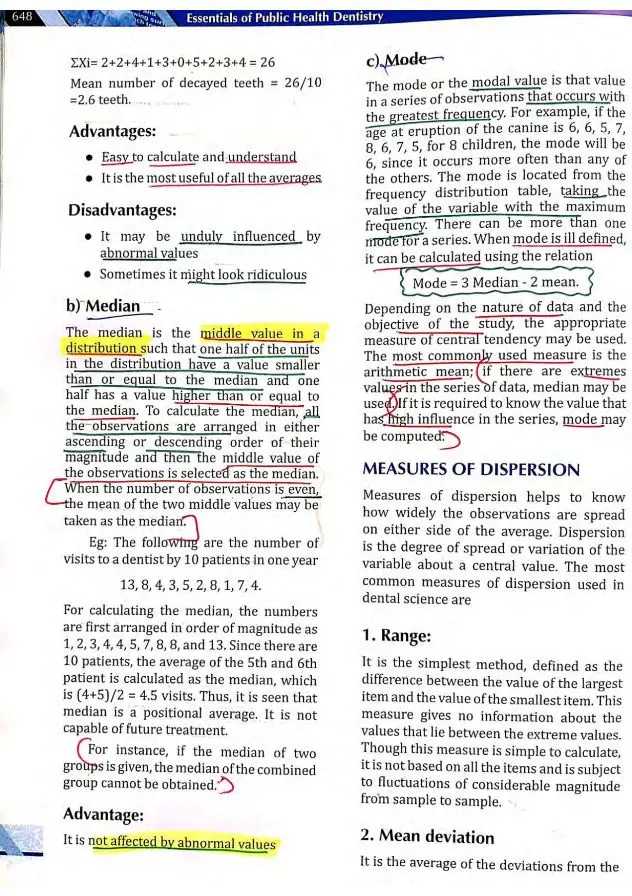 648
Essentials of Public Health Dentistry
ΣXi= 2+2+4+1+3+0+5+2+3+4 = 26
Mean number of decayed teeth = 26/10
=2.6 teeth.
Advantages:
• Easy to calculate and understand
• It is the most useful of all the averages
Disadvantages:
• It may be unduly influenced by
abnormal values
• Sometimes it might look ridiculous
b) Median
The median is the middle value in a
distribution such that one half of the units
in the distribution have a value smaller
than or equal to the median and one
half has a value higher than or equal to
the median. To calculate the median, all
the observations are arranged in either
ascending or descending order of their
magnitude and then the middle value of
the observations is selected as the median.
When the number of observations is even,
the mean of the two middle values may be
taken as the median.
Eg: The following are the number of
visits to a dentist by 10 patients in one year
13, 8, 4, 3, 5, 2, 8, 1, 7, 4.
For calculating the median, the numbers
are first arranged in order of magnitude as
1, 2, 3, 4, 4, 5, 7, 8, 8, and 13. Since there are
10 patients, the average of the 5th and 6th
patient is calculated as the median, which
is (4+5)/2 = 4.5 visits. Thus, it is seen that
median is a positional average. It is not
capable of future treatment.
For instance, if the median of two
groups is given, the median of the combined
group cannot be obtained.
Advantage:
It is not affected by abnormal values
c) Mode
The mode or the modal value is that value
in a series of observations that occurs with
the greatest frequency. For example, if the
age at eruption of the canine is 6, 6, 5, 7,
8, 6, 7, 5, for 8 children, the mode will be
6, since it occurs more often than any of
the others. The mode is located from the
frequency distribution table, taking the
value of the variable with the maximum
frequency. There can be more than one
mode for a series. When mode is ill defined,
it can be calculated using the relation
Mode = 3 Median - 2 mean.
Depending on the nature of data and the
objective of the study, the appropriate
measure of central tendency may be used.
The most commonly used measure is the
arithmetic mean; if there are extremes
values in the series of data, median may be
used. If it is required to know the value that
has high influence in the series, mode may
be computed.
MEASURES OF DISPERSION
Measures of dispersion helps to know
how widely the observations are spread
on either side of the average. Dispersion
is the degree of spread or variation of the
variable about a central value. The most
common measures of dispersion used in
dental science are
1. Range:
It is the simplest method, defined as the
difference between the value of the largest
item and the value of the smallest item. This
measure gives no information about the
values that lie between the extreme values.
Though this measure is simple to calculate,
it is not based on all the items and is subject
to fluctuations of considerable magnitude
from sample to sample.
2. Mean deviation
It is the average of the deviations from the